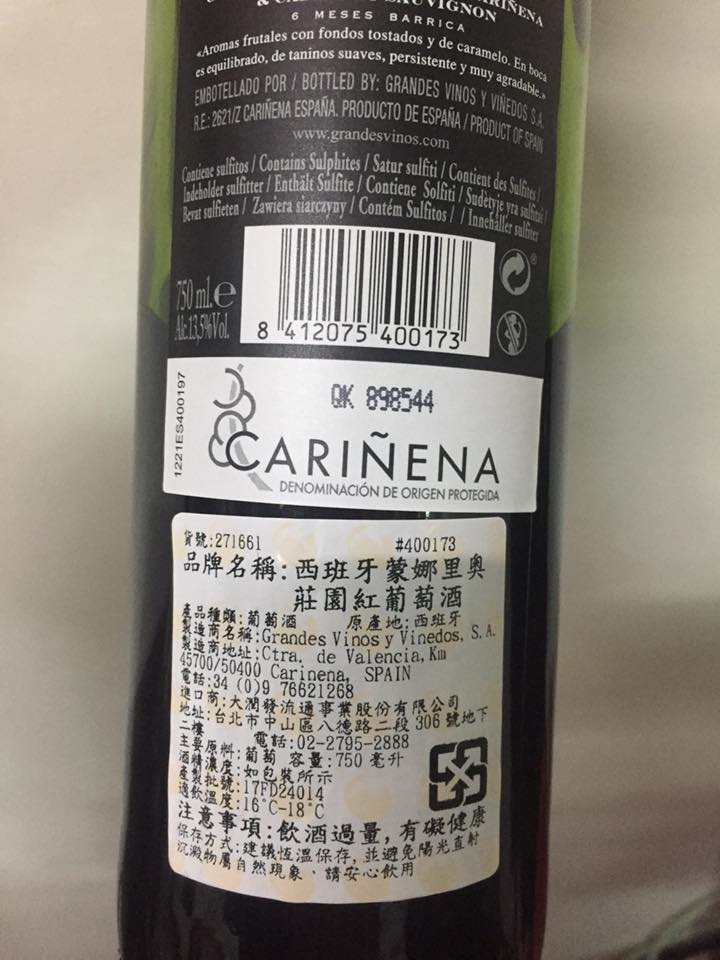 CARIÑENA
SAUVIGNON
6 MESES BARRICA
«Aromas frutales con fondos tostados y de caramelo. En boca
es equilibrado, de taninos suaves, persistente y muy agradable.»
EMBOTELLADO POR / BOTTLED BY: GRANDES VINOS Y VIÑEDOS S.A.
R.E.: 2621/Z CARIÑENA ESPAÑA. PRODUCTO DE ESPAÑA / PRODUCT OF SPAIN
www.grandesvinos.com
Contiene sulfitos / Contains Sulphites / Satur sulfiti / Contient des Sulfites /
Indeholder sulfitter / Enthält Sulfite / Contiene Solfiti / Sudėtyje yra sulfitai /
Bevat sulfieten / Zawiera siarczyny / Contém Sulfitos / / Innehåller sulfiter
750 ml.e
Alc.13,5%Vol.
8 412075 400173
1221ES400197
QK 898544
CARIÑENA
DENOMINACIÓN DE ORIGEN PROTEGIDA
貨號:271661 #400173
品牌名稱:西班牙蒙娜里奧
莊園紅葡萄酒
產品種類:葡萄酒 原產地:西班牙
製造商名稱:Grandes Vinos y Vinedos, S.A.
製造商地址:Ctra. de Valencia,Km
45700/50400 Carinena, SPAIN
電話:34 (0)9 76621268
進口商:大潤發流通事業股份有限公司
地址:台北市中山區八德路二段306號地下
二樓 電話:02-2795-2888
主要原料:葡萄 容量:750 毫升
酒精濃度:如包裝所示
產製批號:17FD24014
適飲溫度:16°C-18°C
注意事項:飲酒過量,有礙健康
保存方式:建議恆溫保存,並避免陽光直射
沉澱物屬自然現象,請安心飲用